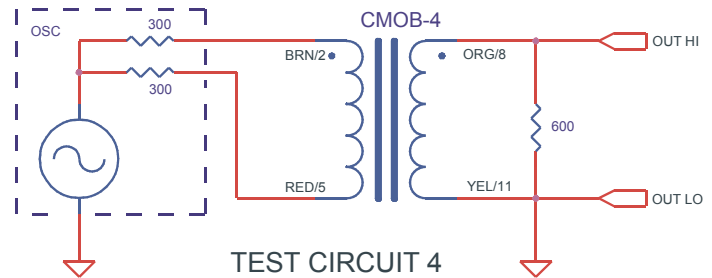 CMOB-4
OSC
300
300
BRN/2
ORG/8
OUT HI
600
RED/5
YEL/11
OUT LO
TEST CIRCUIT 4